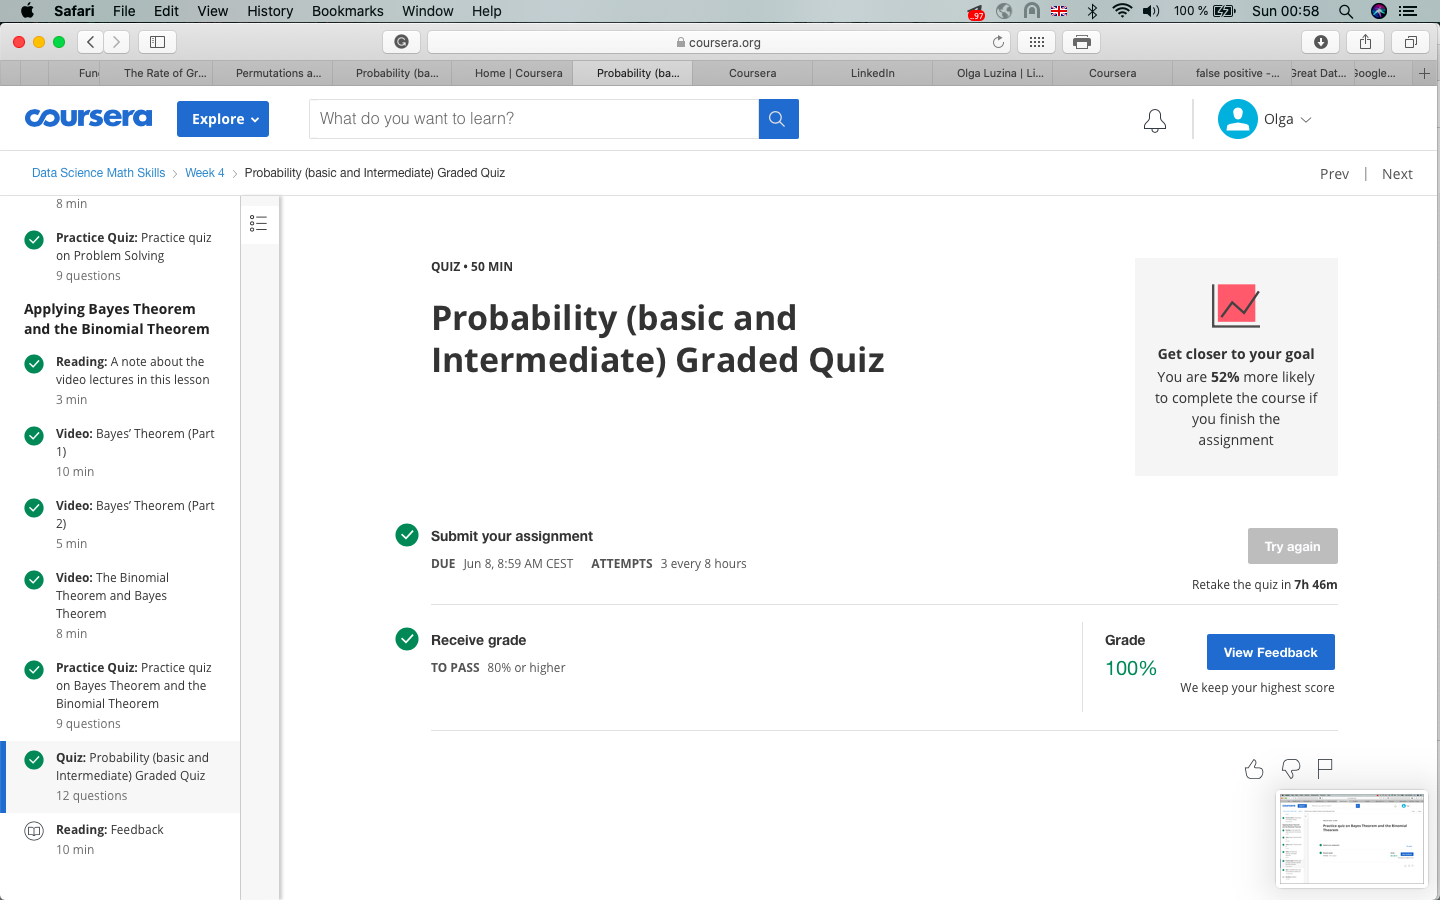 Safari File Edit View History Bookmarks Window Help .97 100 % Sun 00:58
coursera.org
Fun The Rate of Gr... Permutations a... Probability (ba... Home | Coursera Probability (ba... Coursera LinkedIn Olga Luzina | Li... Coursera false positive -... Great Dat... Google...
coursera Explore What do you want to learn? Olga
Data Science Math Skills > Week 4 > Probability (basic and Intermediate) Graded Quiz Prev | Next
8 min
Practice Quiz: Practice quiz
on Problem Solving
9 questions
Applying Bayes Theorem
and the Binomial Theorem
Reading: A note about the
video lectures in this lesson
3 min
Video: Bayes’ Theorem (Part
1)
10 min
Video: Bayes’ Theorem (Part
2)
5 min
Video: The Binomial
Theorem and Bayes
Theorem
8 min
Practice Quiz: Practice quiz
on Bayes Theorem and the
Binomial Theorem
9 questions
Quiz: Probability (basic and
Intermediate) Graded Quiz
12 questions
Reading: Feedback
10 min
QUIZ • 50 MIN
Probability (basic and
Intermediate) Graded Quiz
Get closer to your goal
You are 52% more likely
to complete the course if
you finish the
assignment
Submit your assignment
DUE Jun 8, 8:59 AM CEST ATTEMPTS 3 every 8 hours
Try again
Retake the quiz in 7h 46m
Receive grade
TO PASS 80% or higher
Grade
100%
View Feedback
We keep your highest score
Practice quiz on Bayes Theorem and the Binomial
Theorem